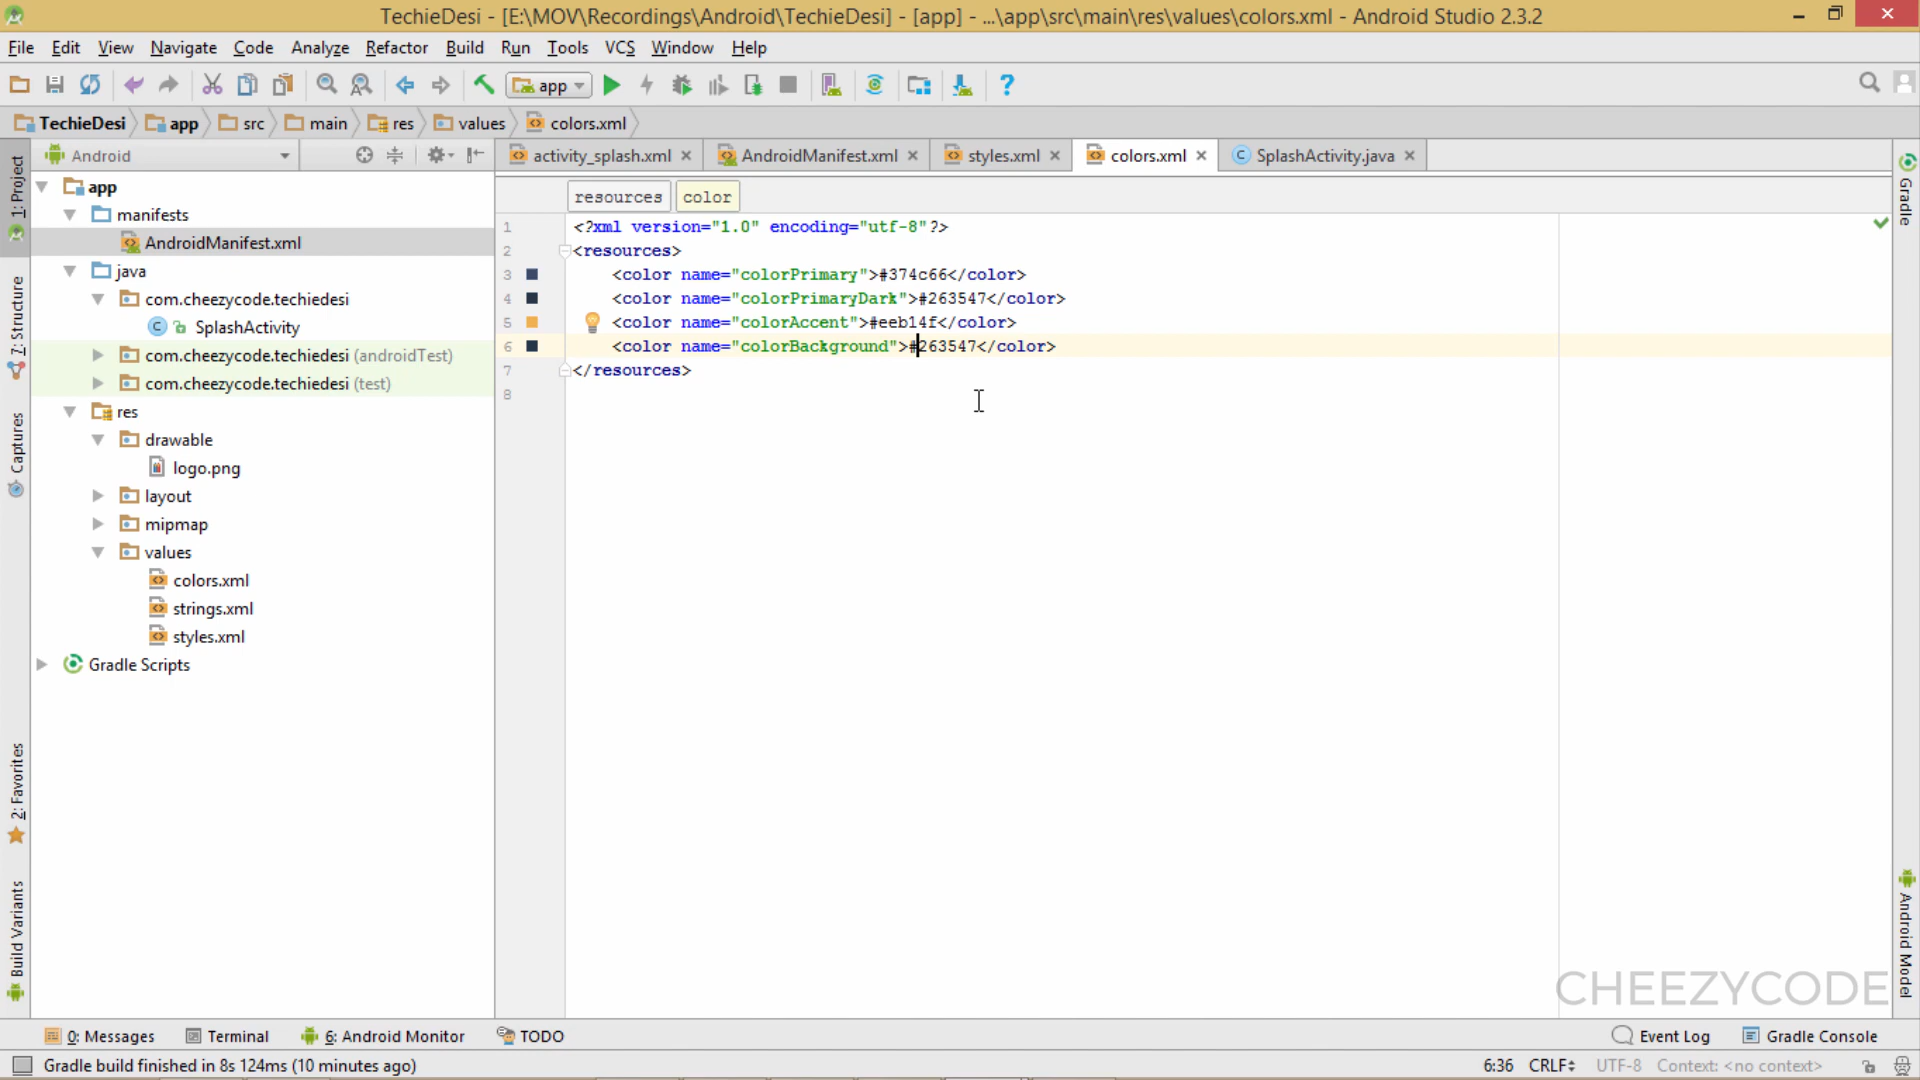 TechieDesi - [E:\MOV\Recordings\Android\TechieDesi] - [app] - ...\app\src\main\res\values\colors.xml - Android Studio 2.3.2
File Edit View Navigate Code Analyze Refactor Build Run Tools VCS Window Help
app
TechieDesi app src main res values colors.xml
Android
activity_splash.xml AndroidManifest.xml styles.xml colors.xml SplashActivity.java
1: Project
7: Structure
Captures
2: Favorites
Build Variants
app
manifests
AndroidManifest.xml
java
com.cheezycode.techiedesi
SplashActivity
com.cheezycode.techiedesi (androidTest)
com.cheezycode.techiedesi (test)
res
drawable
logo.png
layout
mipmap
values
colors.xml
strings.xml
styles.xml
Gradle Scripts
resources color
1 <?xml version="1.0" encoding="utf-8"?>
2 <resources>
3 <color name="colorPrimary">#374c66</color>
4 <color name="colorPrimaryDark">#263547</color>
5 <color name="colorAccent">#eeb14f</color>
6 <color name="colorBackground">#263547</color>
7 </resources>
8
Gradle
Android Model
CHEEZYCODE
0: Messages Terminal 6: Android Monitor TODO Event Log Gradle Console
Gradle build finished in 8s 124ms (10 minutes ago) 6:36 CRLF UTF-8 Context: <no context>